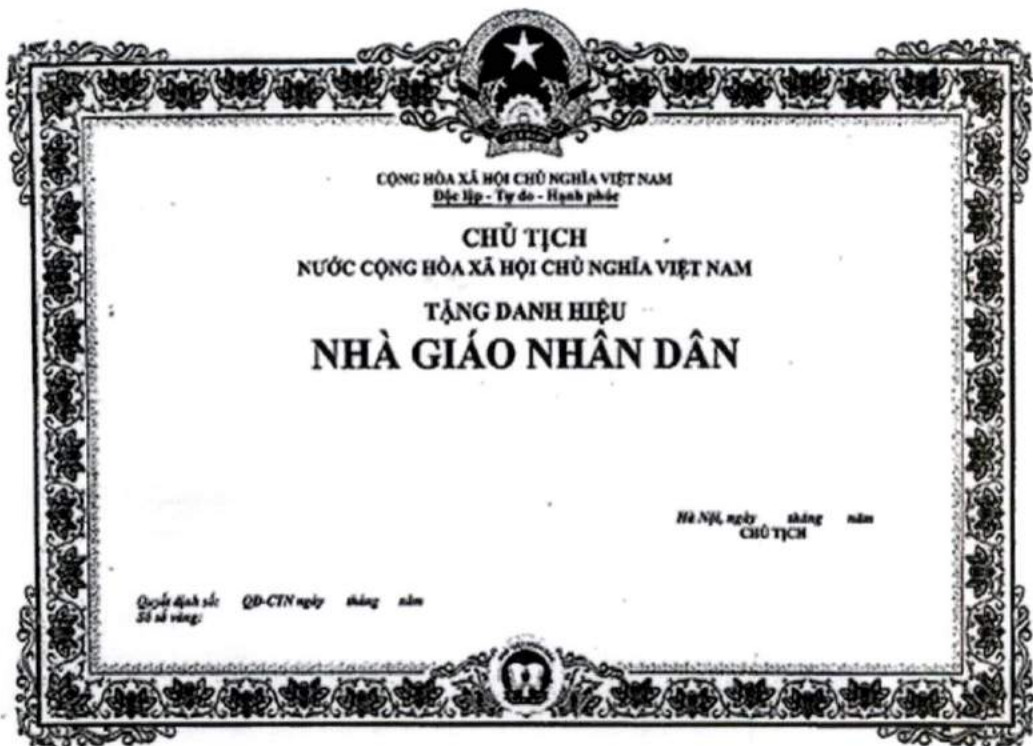 CỘNG HÒA XÃ HỘI CHỦ NGHĨA VIỆT NAM
Độc lập - Tự do - Hạnh phúc
CHỦ TỊCH
NƯỚC CỘNG HÒA XÃ HỘI CHỦ NGHĨA VIỆT NAM
TẶNG DANH HIỆU
NHÀ GIÁO NHÂN DÂN
Hà Nội, ngày tháng năm
CHỦ TỊCH
Quyết định số: QĐ-CTN ngày tháng năm
Số sổ vàng: